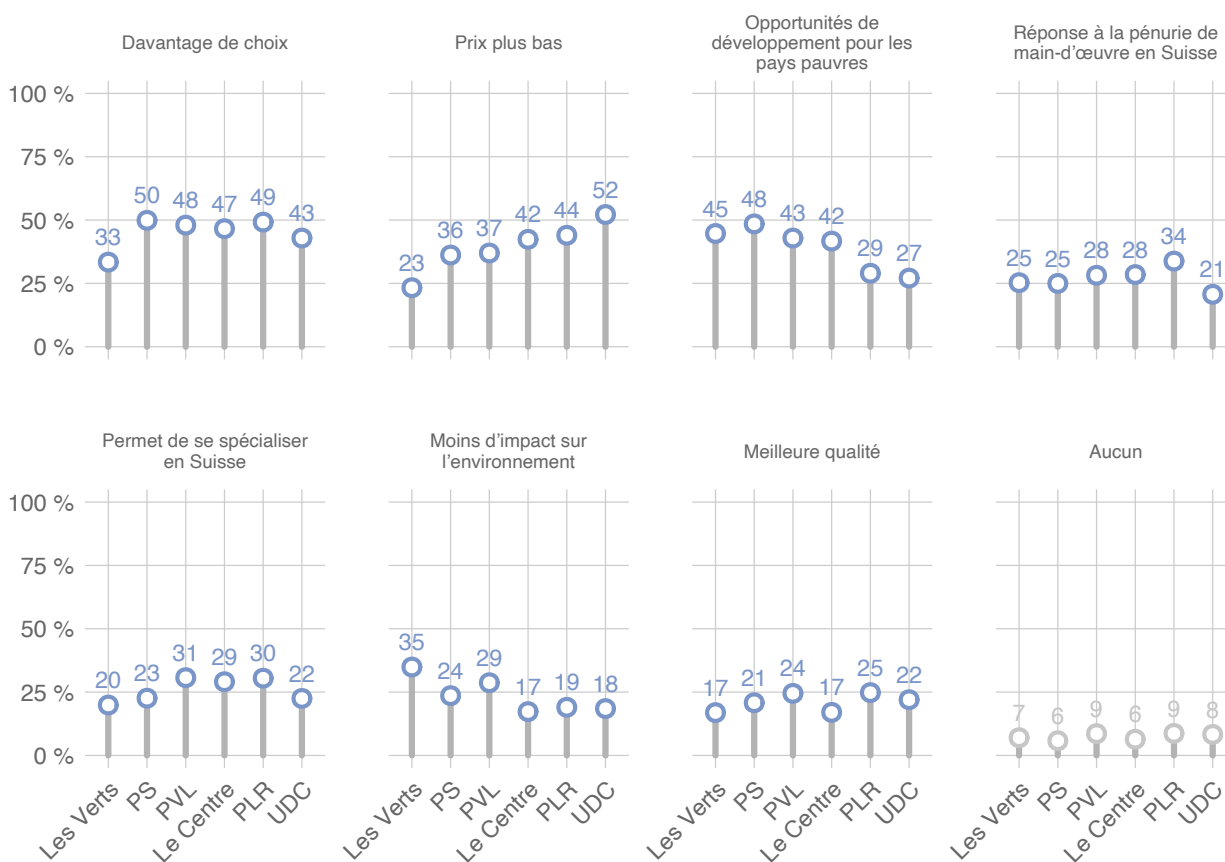 Davantage de choix
Prix plus bas
Opportunités de
développement pour les
pays pauvres
Réponse à la pénurie de
main-d’œuvre en Suisse
100 %
75 %
50 %
25 %
0 %
33 50 48 47 49 43
23 36 37 42 44 52
45 48 43 42 29 27
25 25 28 28 34 21
Permet de se spécialiser
en Suisse
Moins d’impact sur
l’environnement
Meilleure qualité
Aucun
100 %
75 %
50 %
25 %
0 %
20 23 31 29 30 22
35 24 29 17 19 18
17 21 24 17 25 22
7 6 9 6 9 8
Les Verts PS PVL Le Centre PLR UDC
Les Verts PS PVL Le Centre PLR UDC
Les Verts PS PVL Le Centre PLR UDC
Les Verts PS PVL Le Centre PLR UDC